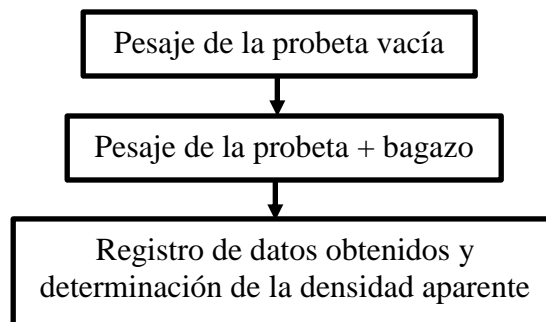 Pesaje de la probeta vacía
Pesaje de la probeta + bagazo
Registro de datos obtenidos y
determinación de la densidad aparente